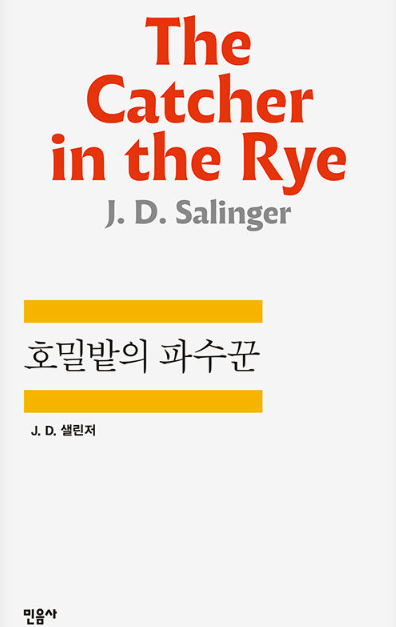 The
Catcher
in the Rye
J. D. Salinger
호밀밭의 파수꾼
J. D. 샐린저
민음사